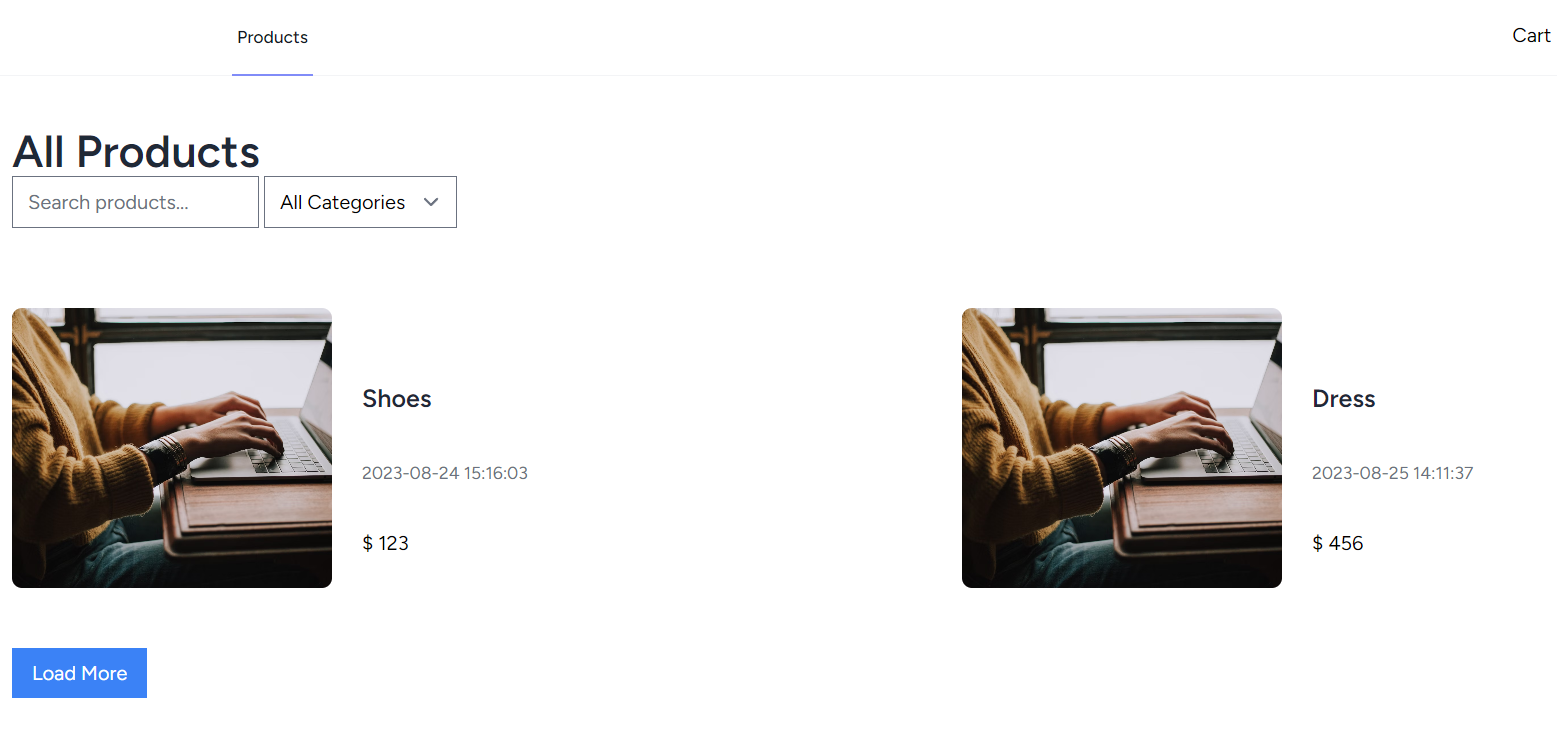 Products
Cart
All Products
Search products...
All Categories
Shoes
2023-08-24 15:16:03
$ 123
Dress
2023-08-25 14:11:37
$ 456
Load More